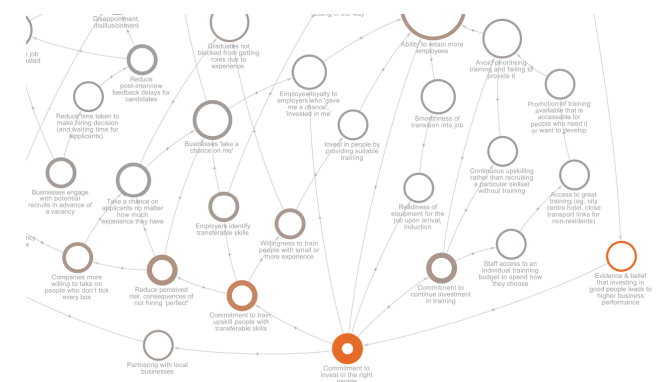 getting in the way
Disappointment,
disillusionment
Graduates not
blocked from getting
roles due to
experience
Ability to retain more
employees
job
Avoid prioritising
training and failing to
provide it
Reduce
post-interview
feedback delays for
candidates
Employee loyalty to
employers who 'gave
me a chance',
'invested in me'
Reduce time taken to
make hiring decision
(and waiting time for
applicants).
Promotion of training
available that is
accessable for
people who need it
or want to develop
Smoothness of
transition into job
Businesses 'take a
chance on me'
Invest in people by
providing suitable
training
Continuous upskilling
rather than recruiting
a particular skillset
without training
Businesses engage
with potential
recruits in advance of
a vacancy
Take a chance on
applicants no matter
how much
experience they have
Access to great
training (eg. city
centre hotel, close
transport links for
non-residents)
Employers identify
transferable skills
Readiness of
equipment for the
job upon arrival,
induction
Willingness to train
people with small or
more experience
Staff access to an
individual trainning
budget to spend how
they choose
Companies more
willing to take on
people who don't tick
every box
Reduce perceived
risk, consequences of
not hiring 'perfect'
Commitment to
continue investment
in training
Evidence & belief
that investing in
good people leads to
higher business
performance
Commitment to train/
upskill people with
transferable skills
Partnering with local
businesses
Commitment to
invest in the right
people